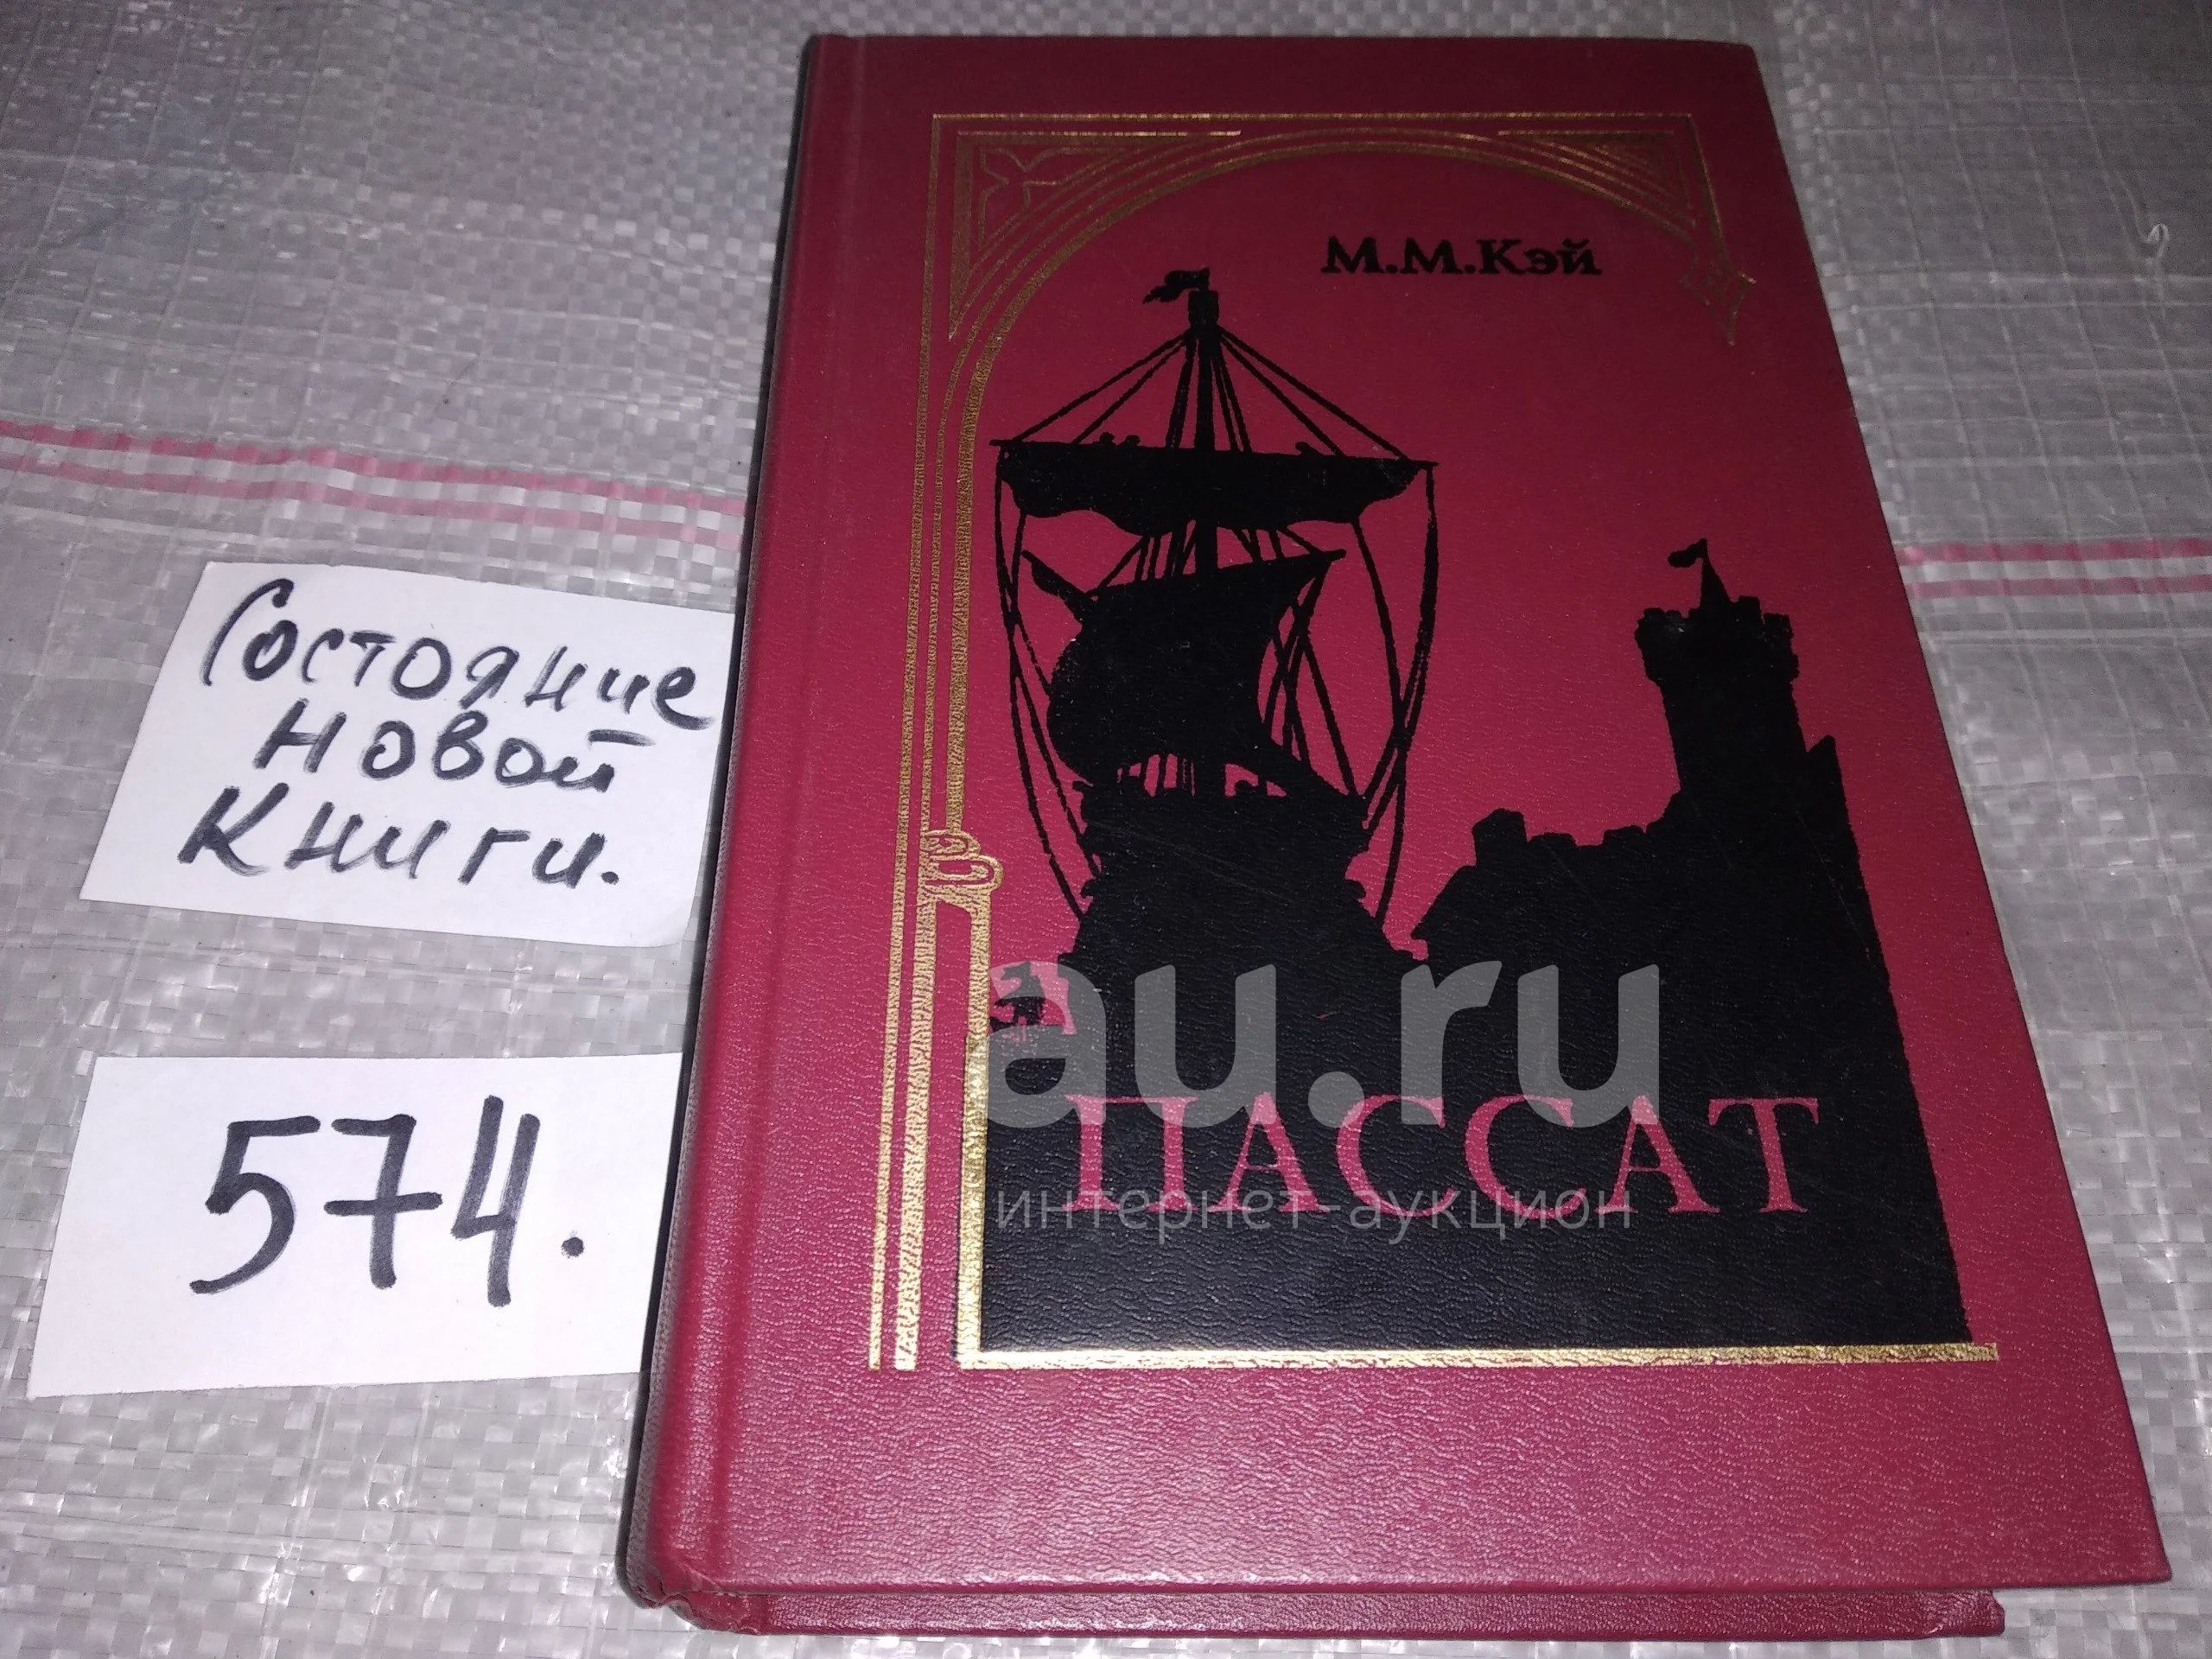 М.М.Кэй
Состояние
новой
книги.
574.
au.ru
ПАССАТ
интернет-аукцион